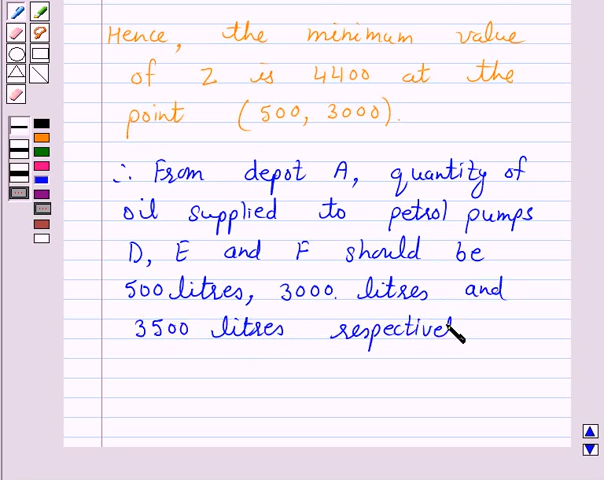 Hence, the minimum value
of Z is 4400 at the
point (500, 3000).
∴ From depot A, quantity of
oil supplied to petrol pumps
D, E and F should be
500 litres, 3000. litres and
3500 litres respectivel